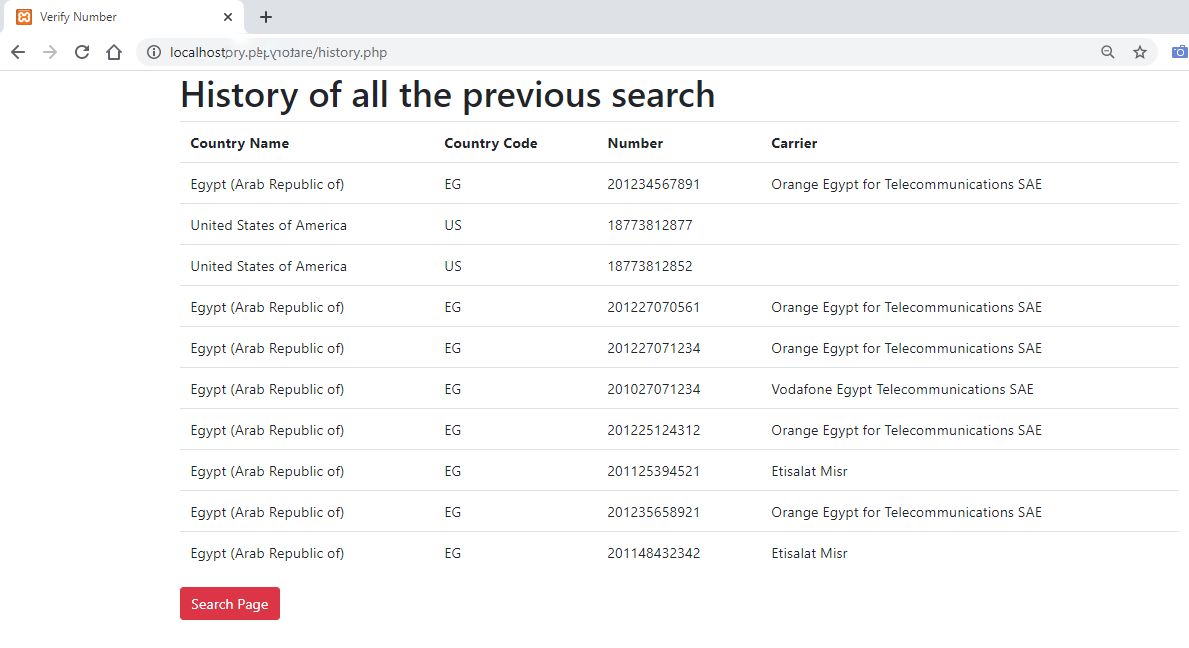 Verify Number
localhost/history.php
History of all the previous search
Country Name Country Code Number Carrier
Egypt (Arab Republic of) EG 201234567891 Orange Egypt for Telecommunications SAE
United States of America US 18773812877
United States of America US 18773812852
Egypt (Arab Republic of) EG 201227070561 Orange Egypt for Telecommunications SAE
Egypt (Arab Republic of) EG 201227071234 Orange Egypt for Telecommunications SAE
Egypt (Arab Republic of) EG 201027071234 Vodafone Egypt Telecommunications SAE
Egypt (Arab Republic of) EG 201225124312 Orange Egypt for Telecommunications SAE
Egypt (Arab Republic of) EG 201125394521 Etisalat Misr
Egypt (Arab Republic of) EG 201235658921 Orange Egypt for Telecommunications SAE
Egypt (Arab Republic of) EG 201148432342 Etisalat Misr
Search Page